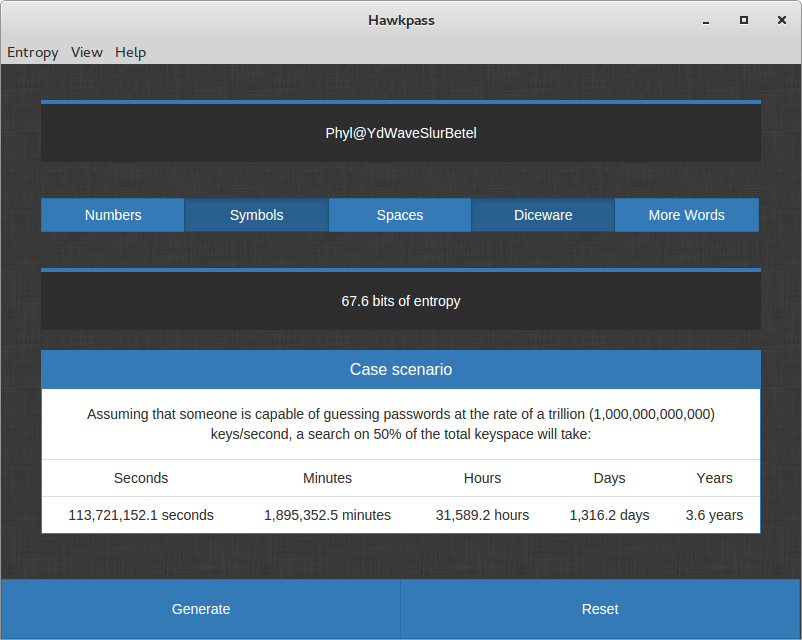 Hawkpass
Entropy View Help
Phyl@YdWaveSlurBetel
Numbers Symbols Spaces Diceware More Words
67.6 bits of entropy
Case scenario
Assuming that someone is capable of guessing passwords at the rate of a trillion (1,000,000,000,000)
keys/second, a search on 50% of the total keyspace will take:
Seconds Minutes Hours Days Years
113,721,152.1 seconds 1,895,352.5 minutes 31,589.2 hours 1,316.2 days 3.6 years
Generate Reset